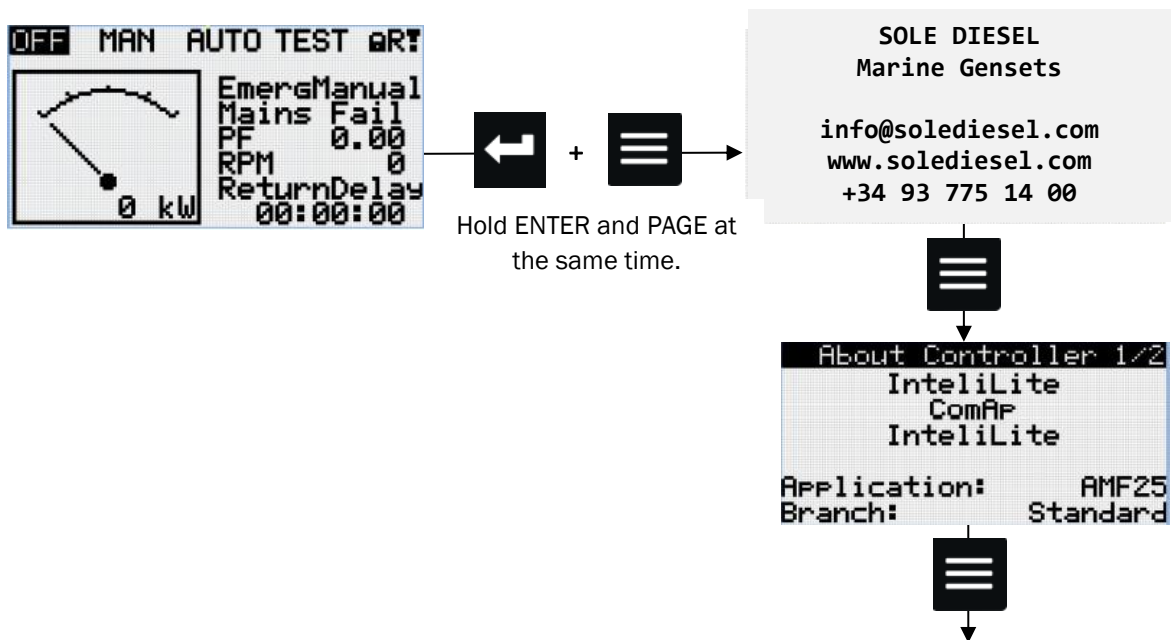 OFF MAN AUTO TEST R!
EmergManual
Mains Fail
PF 0.00
RPM 0
ReturnDelay
00:00:00
0 kW
+
Hold ENTER and PAGE at
the same time.
SOLE DIESEL
Marine Gensets
info@solediesel.com
www.solediesel.com
+34 93 775 14 00
About Controller 1/2
InteliLite
ComAp
InteliLite
Application: AMF25
Branch: Standard